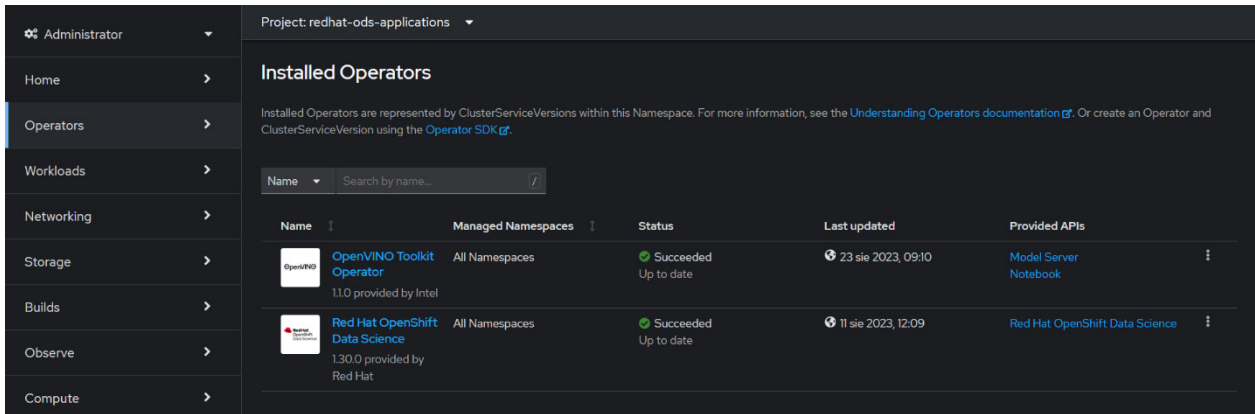 Project: redhat-ods-applications
Administrator
Home
Operators
Workloads
Networking
Storage
Builds
Observe
Compute
Installed Operators
Installed Operators are represented by ClusterServiceVersions within this Namespace. For more information, see the Understanding Operators documentation. Or create an Operator and
ClusterServiceVersion using the Operator SDK.
Name
Search by name...
/
Name Managed Namespaces Status Last updated Provided APIs
OpenVINO
OpenVINO Toolkit
Operator
1.1.0 provided by Intel
All Namespaces
Succeeded
Up to date
23 sie 2023, 09:10
Model Server
Notebook
Red Hat
OpenShift
Data Science
Red Hat OpenShift
Data Science
1.30.0 provided by
Red Hat
All Namespaces
Succeeded
Up to date
11 sie 2023, 12:09
Red Hat OpenShift Data Science